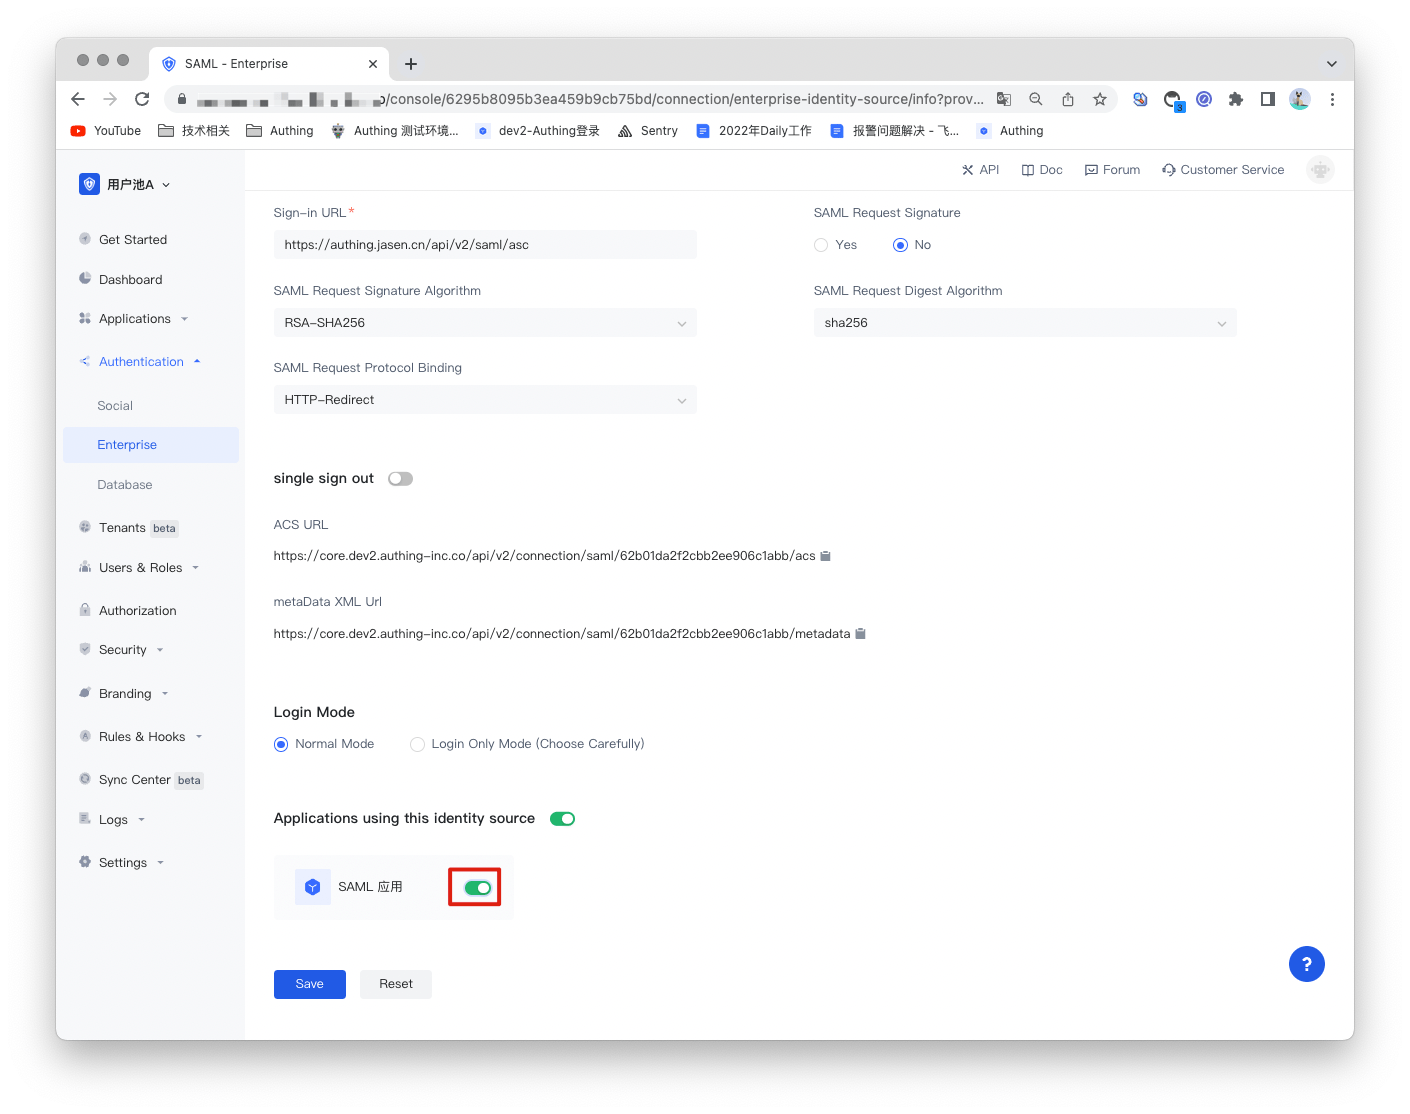 SAML - Enterprise
/console/6295b8095b3ea459b9cb75bd/connection/enterprise-identity-source/info?prov...
3
YouTube 技术相关 Authing Authing 测试环境... dev2-Authing登录 Sentry 2022年Daily工作 报警问题解决 - 飞... Authing
用户池A
API Doc Forum Customer Service
Get Started
Dashboard
Applications
Authentication
Social
Enterprise
Database
Tenants beta
Users & Roles
Authorization
Security
Branding
Rules & Hooks
Sync Center beta
Logs
Settings
Sign-in URL*
https://authing.jasen.cn/api/v2/saml/asc
SAML Request Signature
Yes No
SAML Request Signature Algorithm
RSA-SHA256
SAML Request Digest Algorithm
sha256
SAML Request Protocol Binding
HTTP-Redirect
single sign out
ACS URL
https://core.dev2.authing-inc.co/api/v2/connection/saml/62b01da2f2cbb2ee906c1abb/acs
metaData XML Url
https://core.dev2.authing-inc.co/api/v2/connection/saml/62b01da2f2cbb2ee906c1abb/metadata
Login Mode
Normal Mode Login Only Mode (Choose Carefully)
Applications using this identity source
SAML 应用
Save Reset
?